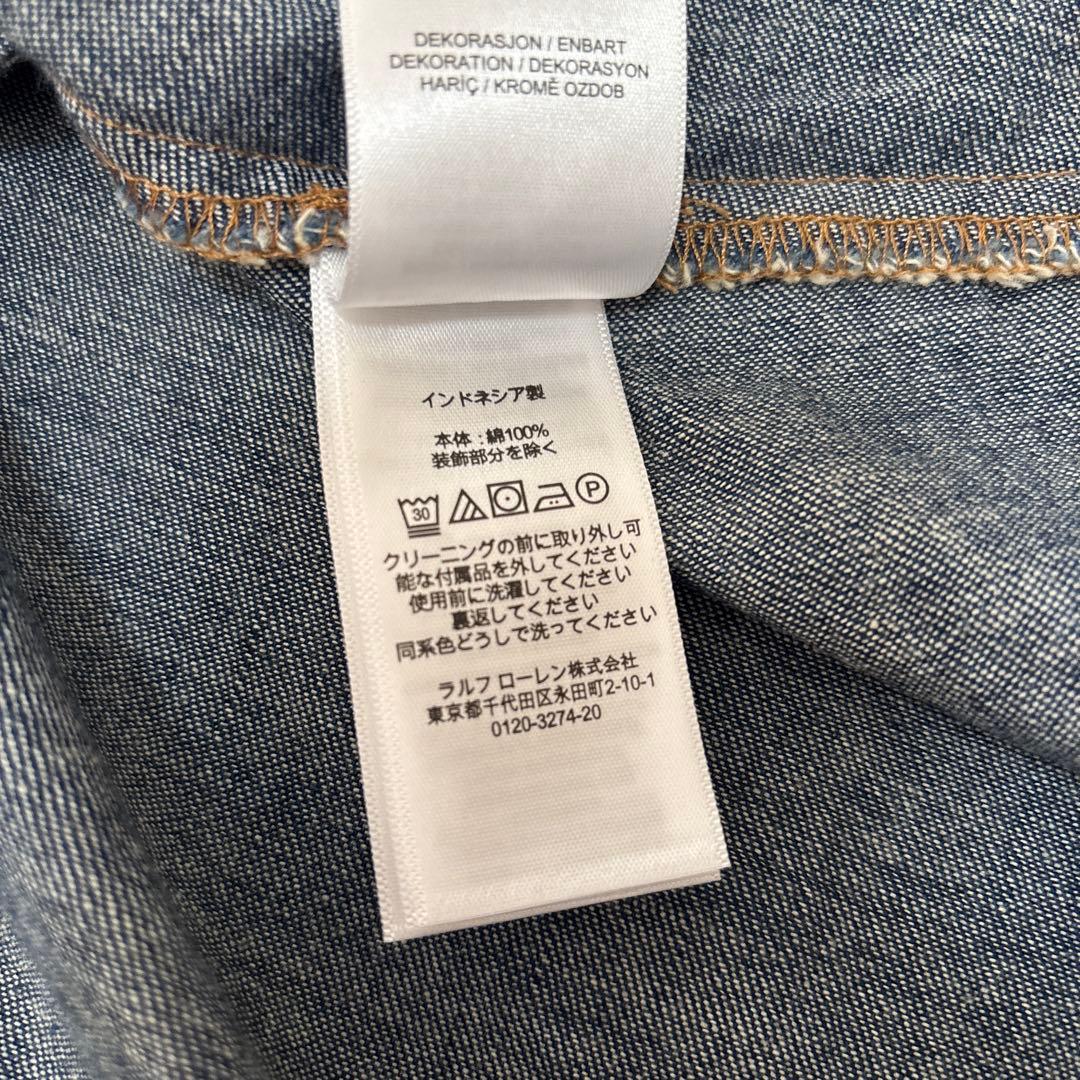 DEKORASJON / ENBART
DEKORATION / DEKORASYON
HARIÇ / KROMĚ OZDOB
インドネシア製
本体 : 綿100%
装飾部分を除く
30 P
クリーニングの前に取り外し可
能な付属品を外してください
使用前に洗濯してください
裏返してください
同系色どうしで洗ってください
ラルフ ローレン株式会社
東京都千代田区永田町2-10-1
0120-3274-20